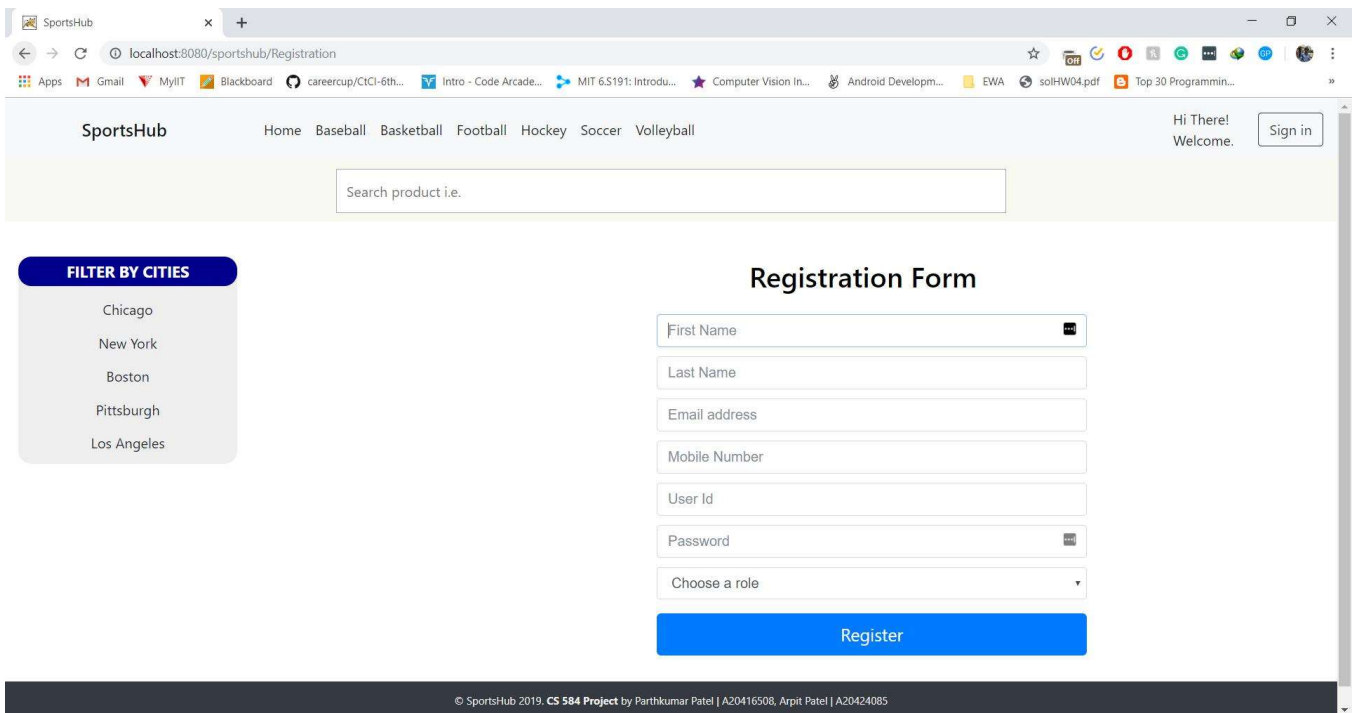 SportsHub
localhost:8080/sportshub/Registration
Off
GP
Apps Gmail MyIIT Blackboard careercup/CtCI-6th... Intro - Code Arcade... MIT 6.S191: Introdu... Computer Vision In... Android Developm... EWA solHW04.pdf Top 30 Programmin...
SportsHub Home Baseball Basketball Football Hockey Soccer Volleyball
Hi There!
Welcome.
Sign in
Search product i.e.
FILTER BY CITIES
Chicago
New York
Boston
Pittsburgh
Los Angeles
Registration Form
First Name
Last Name
Email address
Mobile Number
User Id
Password
Choose a role
Register
© SportsHub 2019. CS 584 Project by Parthkumar Patel | A20416508, Arpit Patel | A20424085